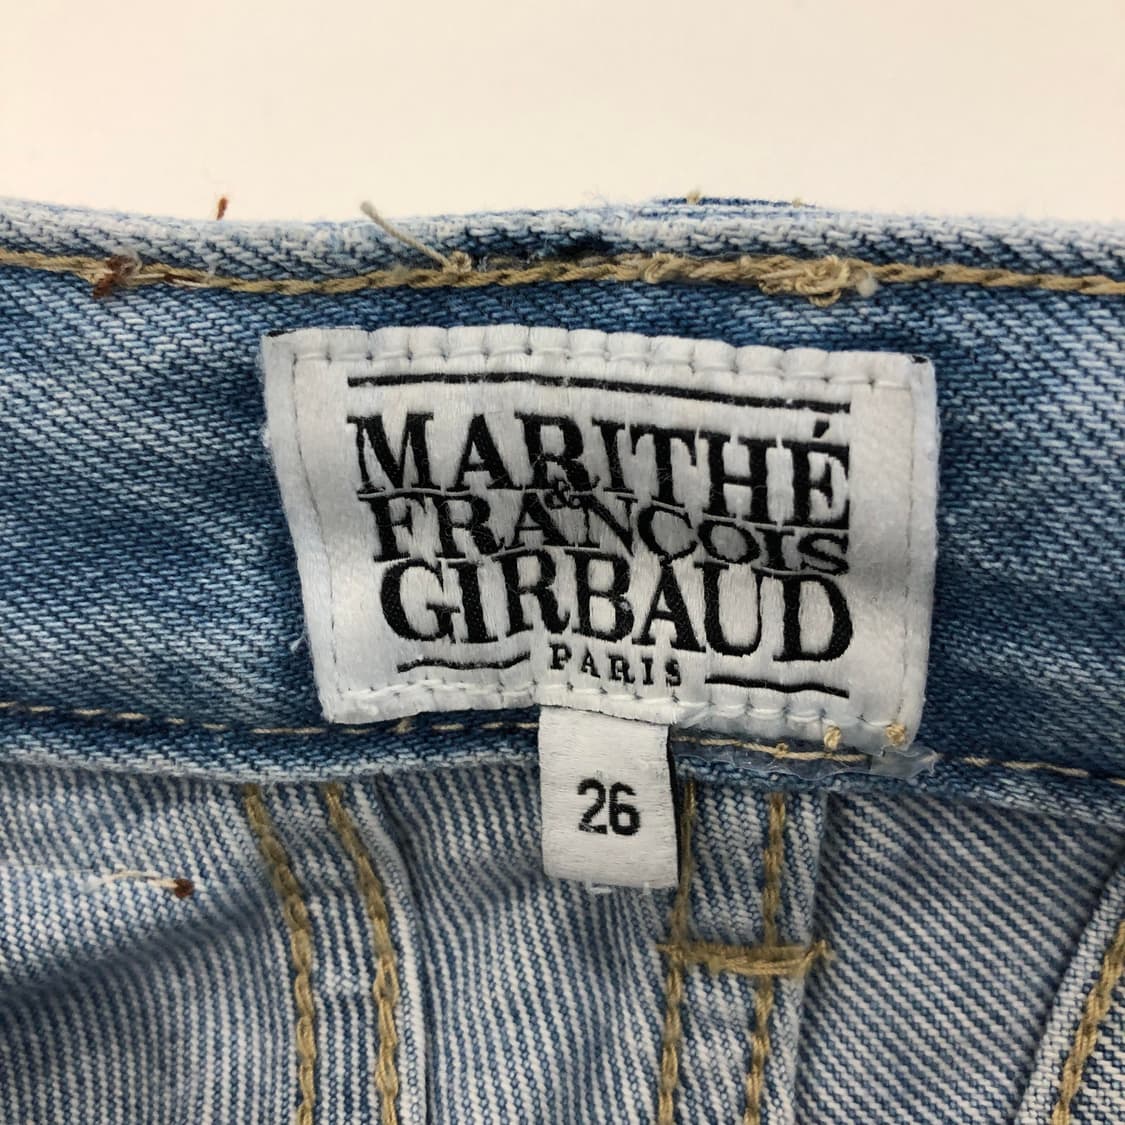 MARITHÉ
&
FRANÇOIS
GIRBAUD
PARIS
26